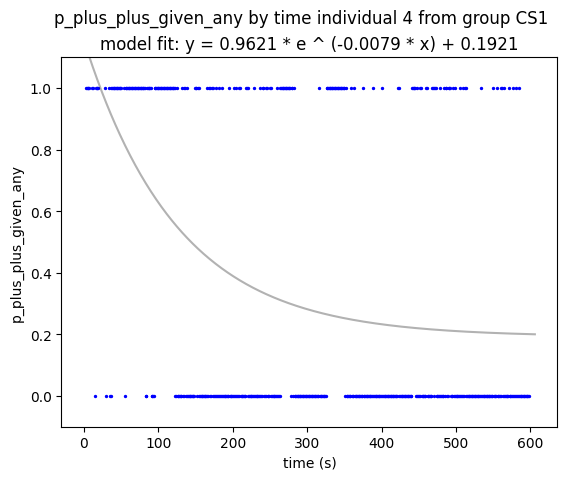 p_plus_plus_given_any by time individual 4 from group CS1
model fit: y = 0.9621 * e ^ (-0.0079 * x) + 0.1921
1.0
0.8
0.6
0.4
0.2
0.0
p_plus_plus_given_any
0 100 200 300 400 500 600
time (s)